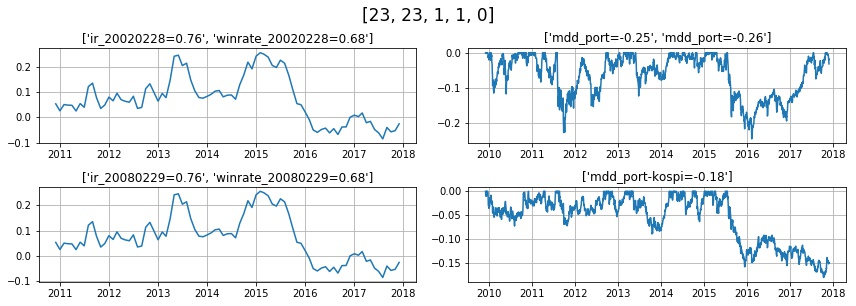 [23, 23, 1, 1, 0]
['ir_20020228=0.76', 'winrate_20020228=0.68']
0.2
0.1
0.0
−0.1
2011 2012 2013 2014 2015 2016 2017 2018
['mdd_port=-0.25', 'mdd_port=-0.26']
0.0
−0.1
−0.2
2010 2011 2012 2013 2014 2015 2016 2017 2018
['ir_20080229=0.76', 'winrate_20080229=0.68']
0.2
0.1
0.0
−0.1
2011 2012 2013 2014 2015 2016 2017 2018
['mdd_port-kospi=-0.18']
0.00
−0.05
−0.10
−0.15
2010 2011 2012 2013 2014 2015 2016 2017 2018